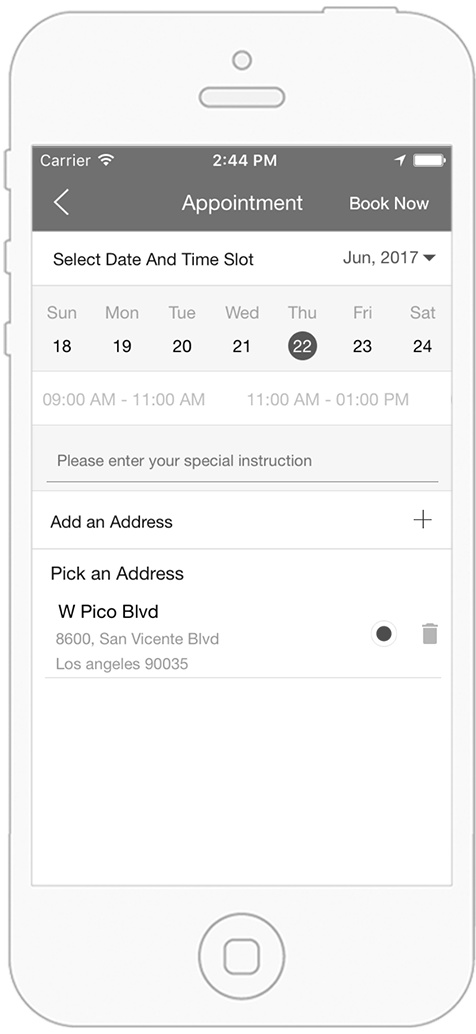 Carrier 2:44 PM
Appointment Book Now
Select Date And Time Slot Jun, 2017
Sun Mon Tue Wed Thu Fri Sat
18 19 20 21 22 23 24
09:00 AM - 11:00 AM 11:00 AM - 01:00 PM
Please enter your special instruction
Add an Address
Pick an Address
W Pico Blvd
8600, San Vicente Blvd
Los angeles 90035